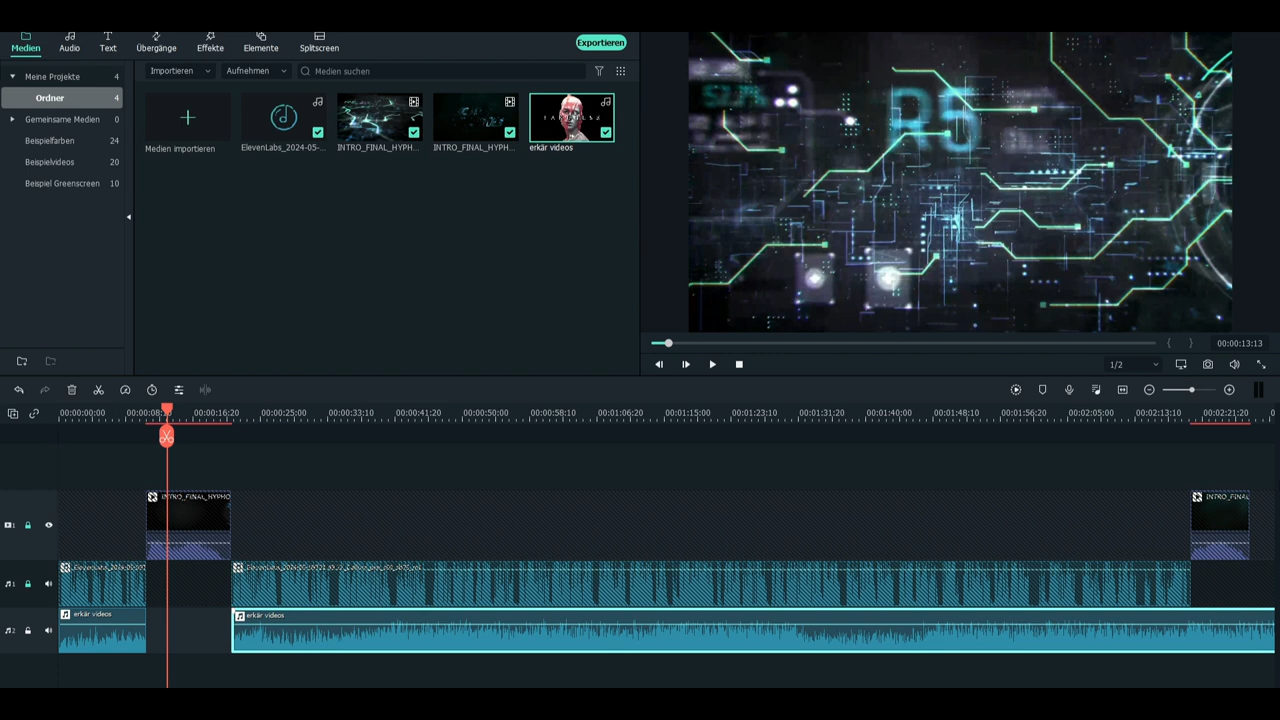 Medien Audio Text Übergänge Effekte Elemente Splitscreen Exportieren
Meine Projekte 4
Ordner 4
Gemeinsame Medien 0
Beispielfarben 24
Beispielvideos 20
Beispiel Greenscreen 10
Importieren Aufnehmen Medien suchen
Medien importieren
ElevenLabs_2024-05-...
INTRO_FINAL_HYPH...
INTRO_FINAL_HYPH...
erkär videos
R5
00:00:13:13
1/2
00:00:00:00 00:00:16:20 00:00:25:00 00:00:33:10 00:00:41:20 00:00:50:00 00:00:58:10 00:01:06:20 00:01:15:00 00:01:23:10 00:01:31:20 00:01:40:00 00:01:48:10 00:01:56:20 00:02:05:00 00:02:13:10 00:02:21:20
INTRO_FINAL_HYPHO
INTRO_FINAL
erkär videos
erkär videos